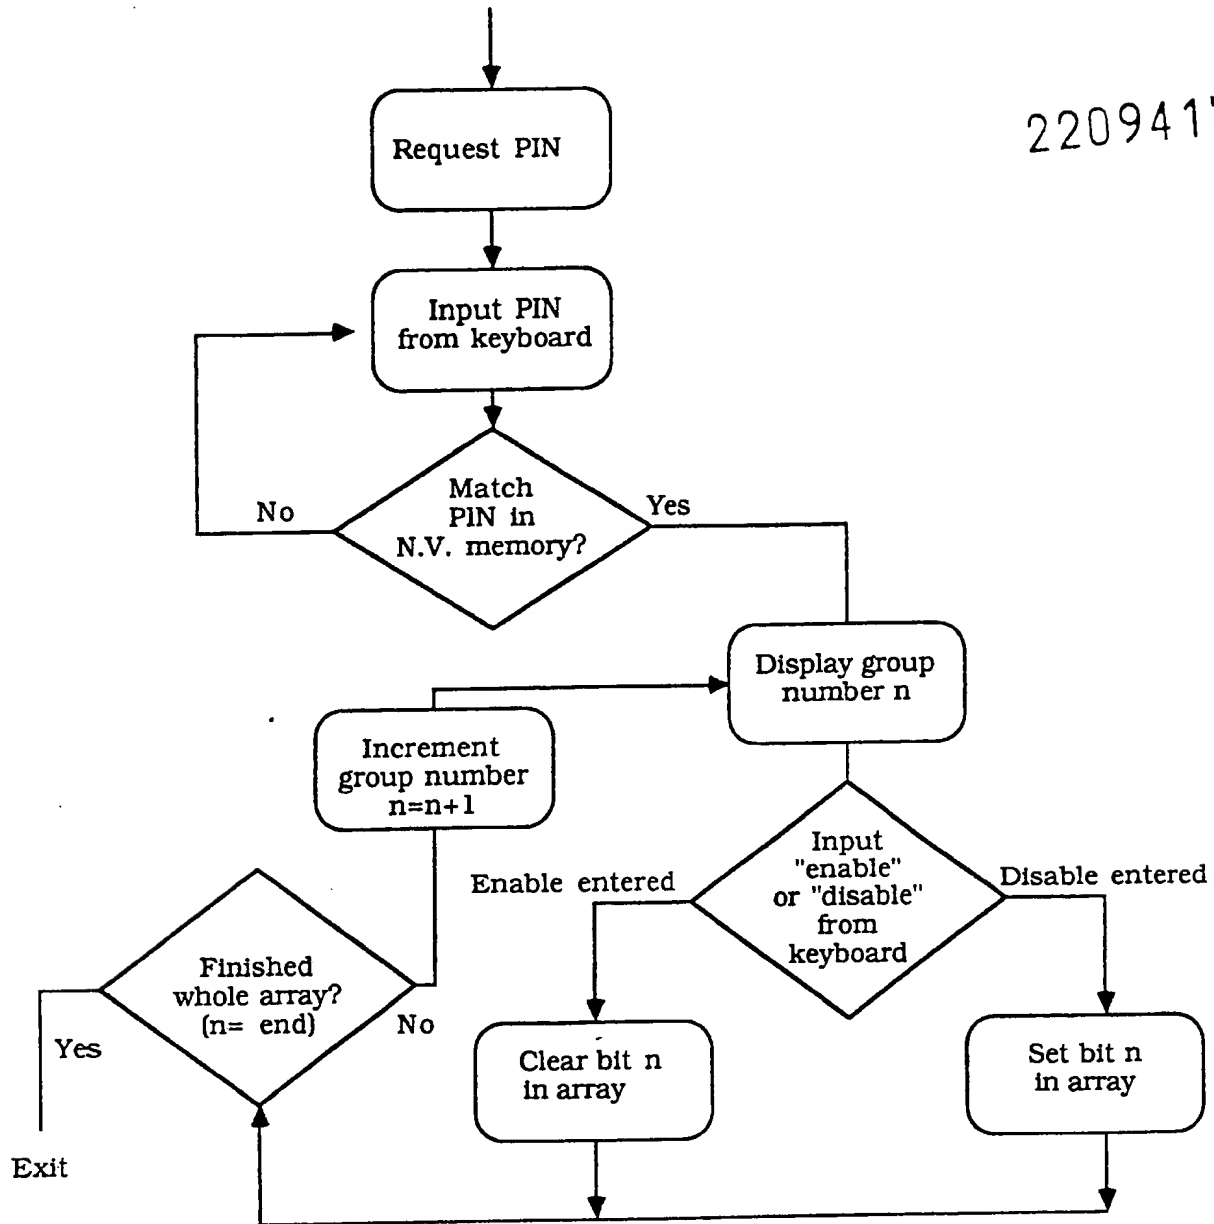 220941'
Request PIN
Input PIN
from keyboard
Match
PIN in
N.V. memory?
No
Yes
Display group
number n
Increment
group number
n=n+1
Input
"enable"
or "disable"
from
keyboard
Enable entered
Disable entered
Finished
whole array?
(n= end)
Yes
No
Clear bit n
in array
Set bit n
in array
Exit